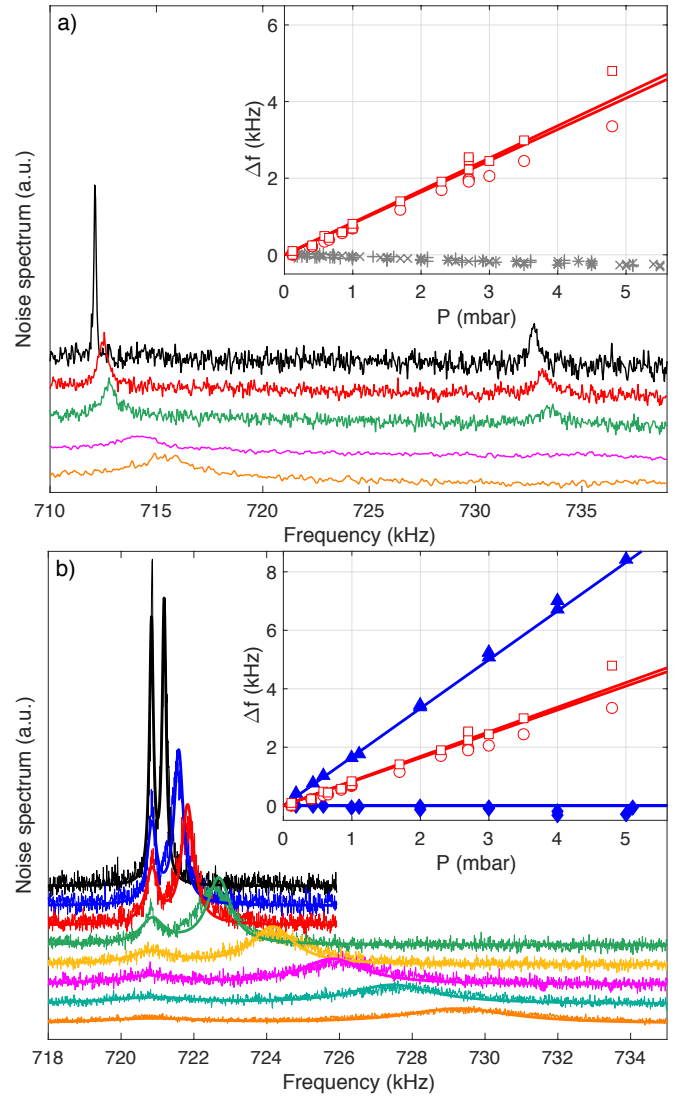 a)
Noise spectrum (a.u.)
Δf (kHz)
6
4
2
0
0 1 2 3 4 5
P (mbar)
710 715 720 725 730 735
Frequency (kHz)
b)
Noise spectrum (a.u.)
Δf (kHz)
8
6
4
2
0
0 1 2 3 4 5
P (mbar)
718 720 722 724 726 728 730 732 734
Frequency (kHz)